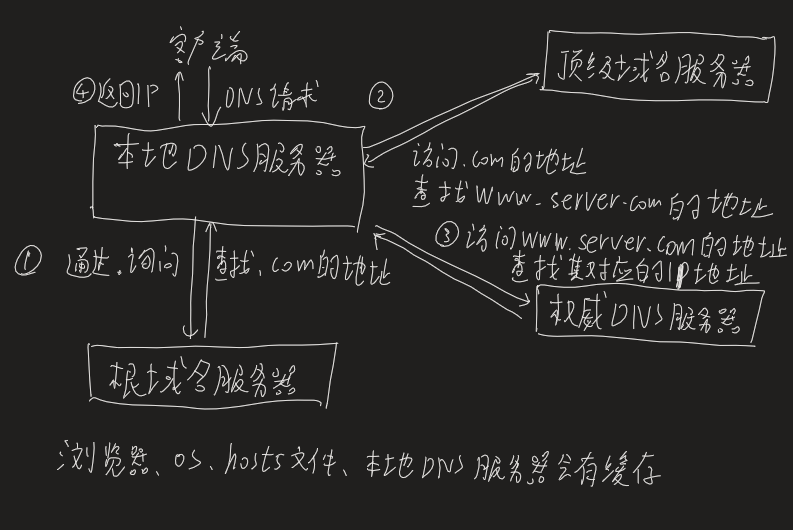 客户端
④返回IP
DNS请求
②
顶级域名服务器
本地DNS服务器
访问.com的地址
查找www.server.com的地址
③访问www.server.com的地址
查找其对应的IP地址
① 通过.询问
查找.com的地址
权威DNS服务器
根域名服务器
浏览器、os、hosts文件、本地DNS服务器会有缓存